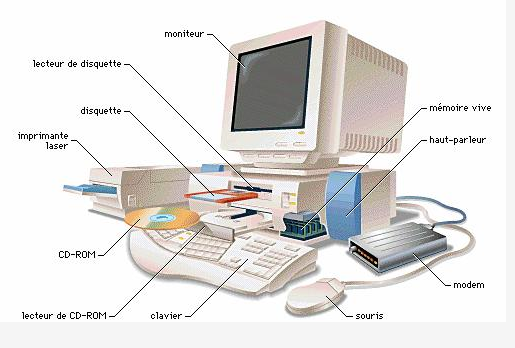 moniteur
lecteur de disquette
disquette
mémoire vive
imprimante
laser
haut-parleur
CD-ROM
modem
lecteur de CD-ROM
clavier
souris